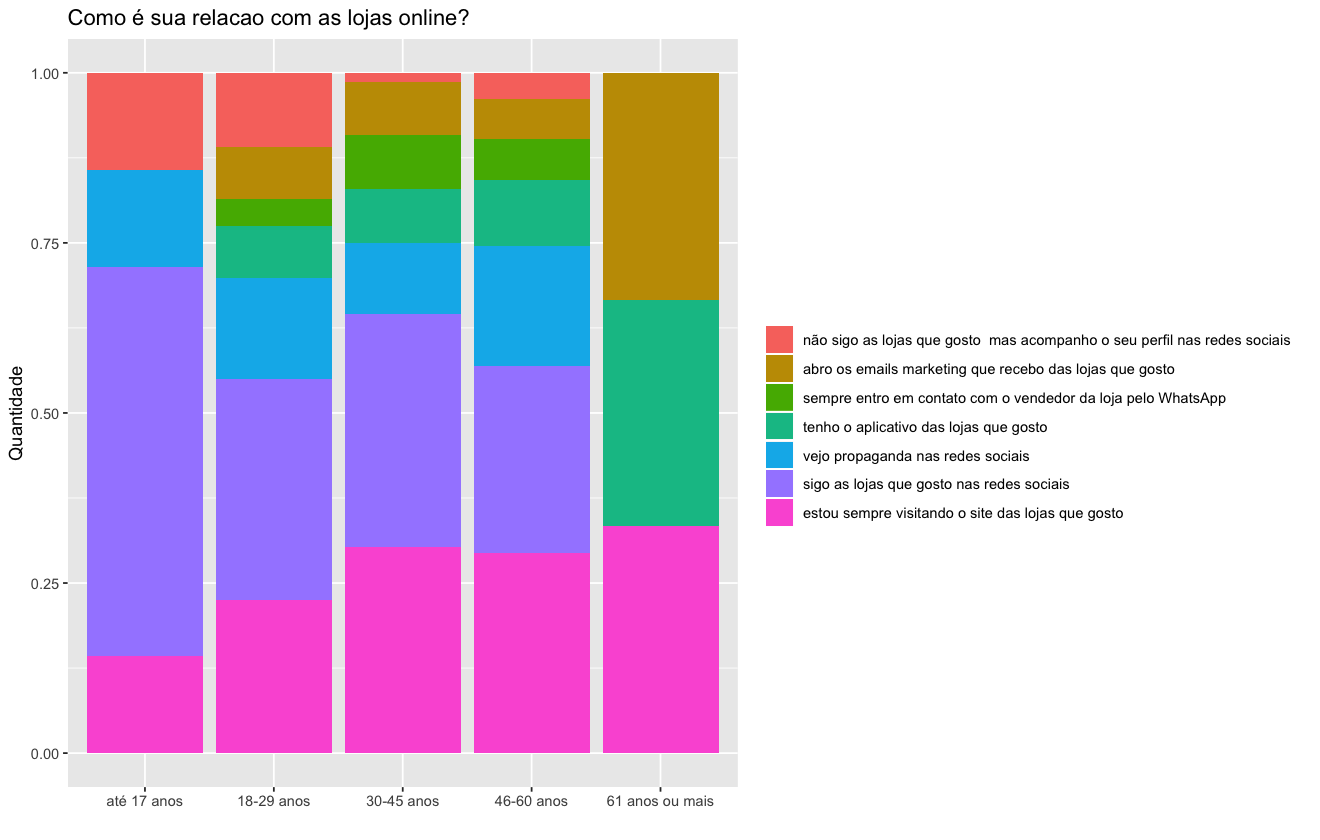 Como é sua relacao com as lojas online?
Quantidade
1.00
0.75
0.50
0.25
0.00
até 17 anos
18-29 anos
30-45 anos
46-60 anos
61 anos ou mais
não sigo as lojas que gosto  mas acompanho o seu perfil nas redes sociais
abro os emails marketing que recebo das lojas que gosto
sempre entro em contato com o vendedor da loja pelo WhatsApp
tenho o aplicativo das lojas que gosto
vejo propaganda nas redes sociais
sigo as lojas que gosto nas redes sociais
estou sempre visitando o site das lojas que gosto